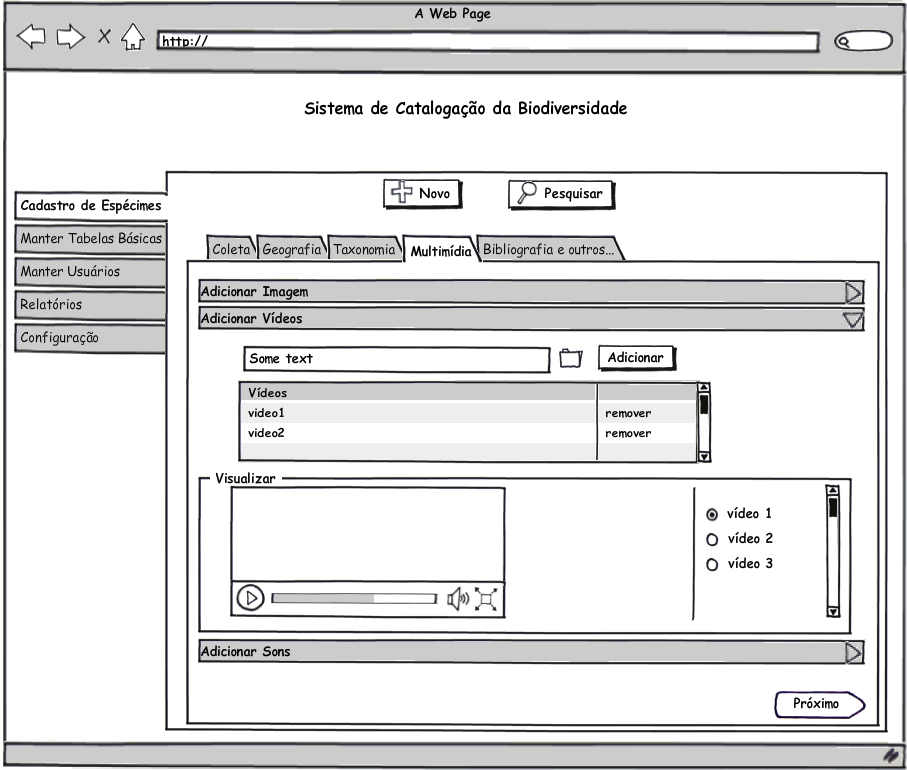 A Web Page
http://
Sistema de Catalogação da Biodiversidade
Novo
Pesquisar
Cadastro de Espécimes
Manter Tabelas Básicas
Manter Usuários
Relatórios
Configuração
Coleta
Geografia
Taxonomia
Multimídia
Bibliografia e outros...
Adicionar Imagem
Adicionar Vídeos
Some text
Adicionar
Vídeos
video1 remover
video2 remover
Visualizar
vídeo 1
vídeo 2
vídeo 3
Adicionar Sons
Próximo